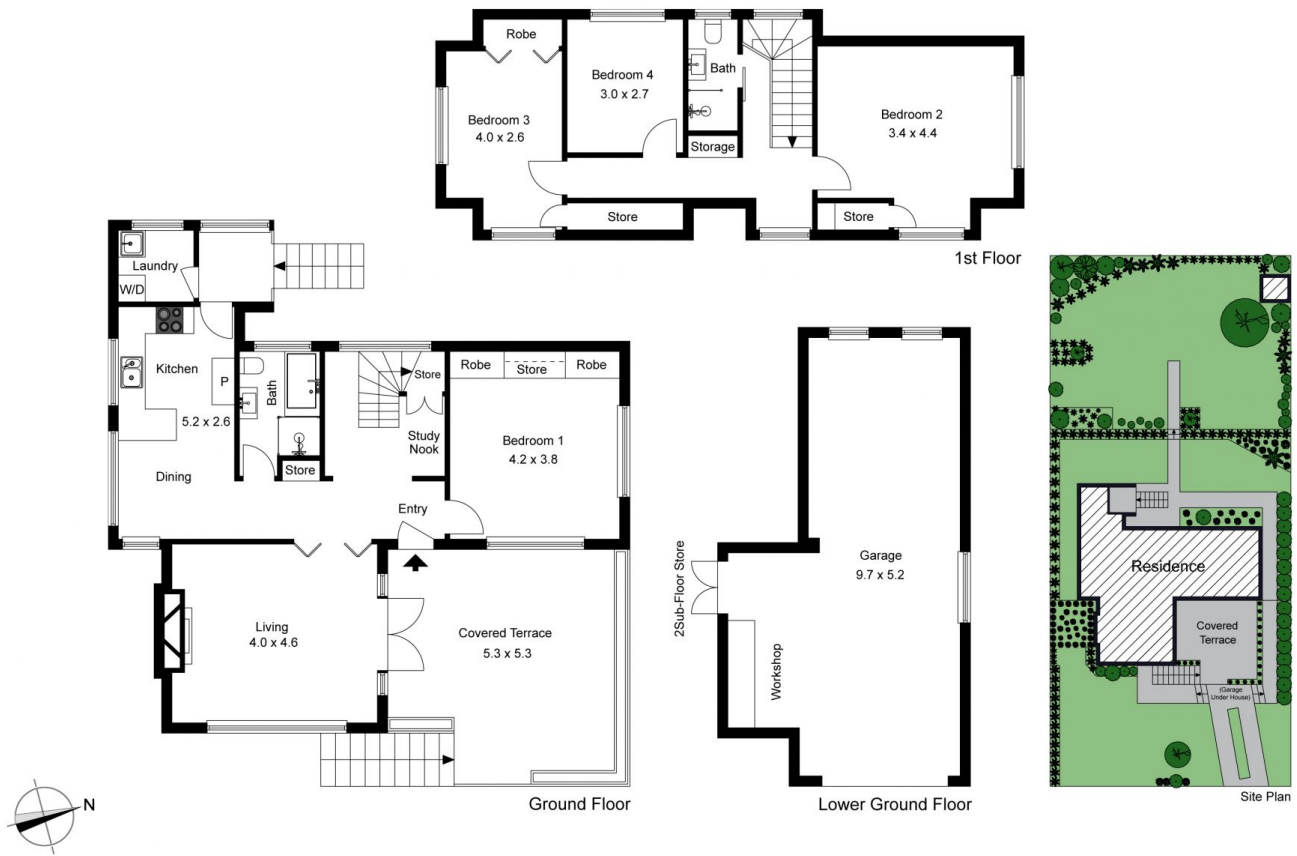 Robe
Bedroom 3
4.0 x 2.6
Bedroom 4
3.0 x 2.7
Bath
Storage
Bedroom 2
3.4 x 4.4
Store
Store
1st Floor
Laundry
W/D
Kitchen
P
5.2 x 2.6
Dining
Bath
Store
Store
Study
Nook
Robe
Store
Robe
Bedroom 1
4.2 x 3.8
Entry
Living
4.0 x 4.6
Covered Terrace
5.3 x 5.3
Ground Floor
N
Garage
9.7 x 5.2
2Sub-Floor Store
Workshop
Lower Ground Floor
Residence
Covered
Terrace
(Garage
Under House)
Site Plan